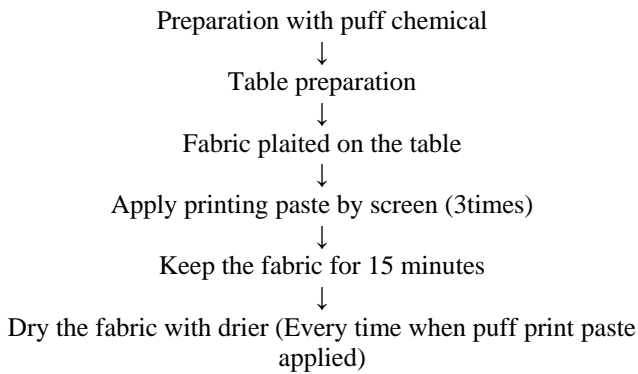 Preparation with puff chemical
↓
Table preparation
↓
Fabric plaited on the table
↓
Apply printing paste by screen (3times)
↓
Keep the fabric for 15 minutes
↓
Dry the fabric with drier (Every time when puff print paste
applied)